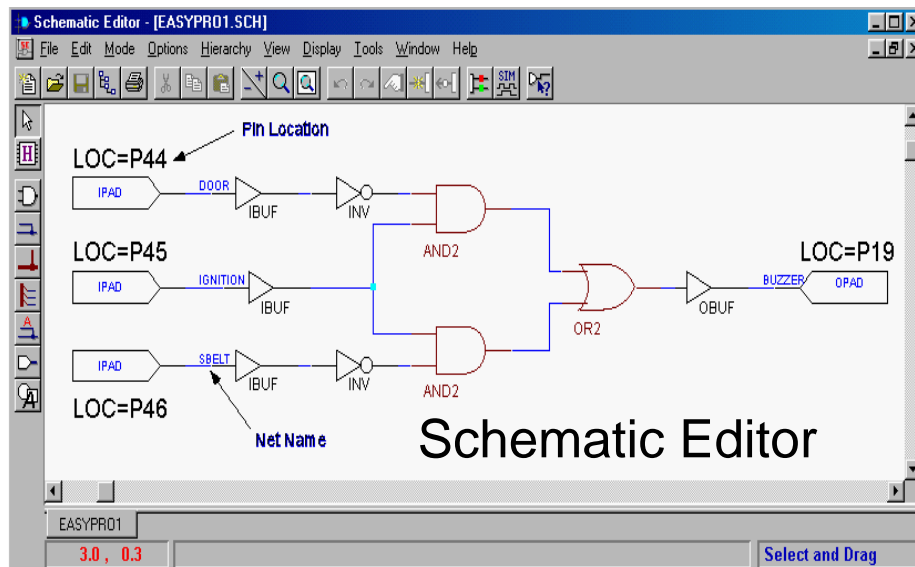 Schematic Editor - [EASYPRO1.SCH]
File Edit Mode Options Hierarchy View Display Tools Window Help
SIM
Pin Location
LOC=P44
IPAD DOOR IBUF INV AND2
LOC=P45 LOC=P19
IPAD IGNITION IBUF BUZZER OPAD
OBUF
OR2
IPAD SBELT IBUF INV AND2
LOC=P46
Net Name
Schematic Editor
H
A
A
EASYPRO1
3.0 , 0.3 Select and Drag